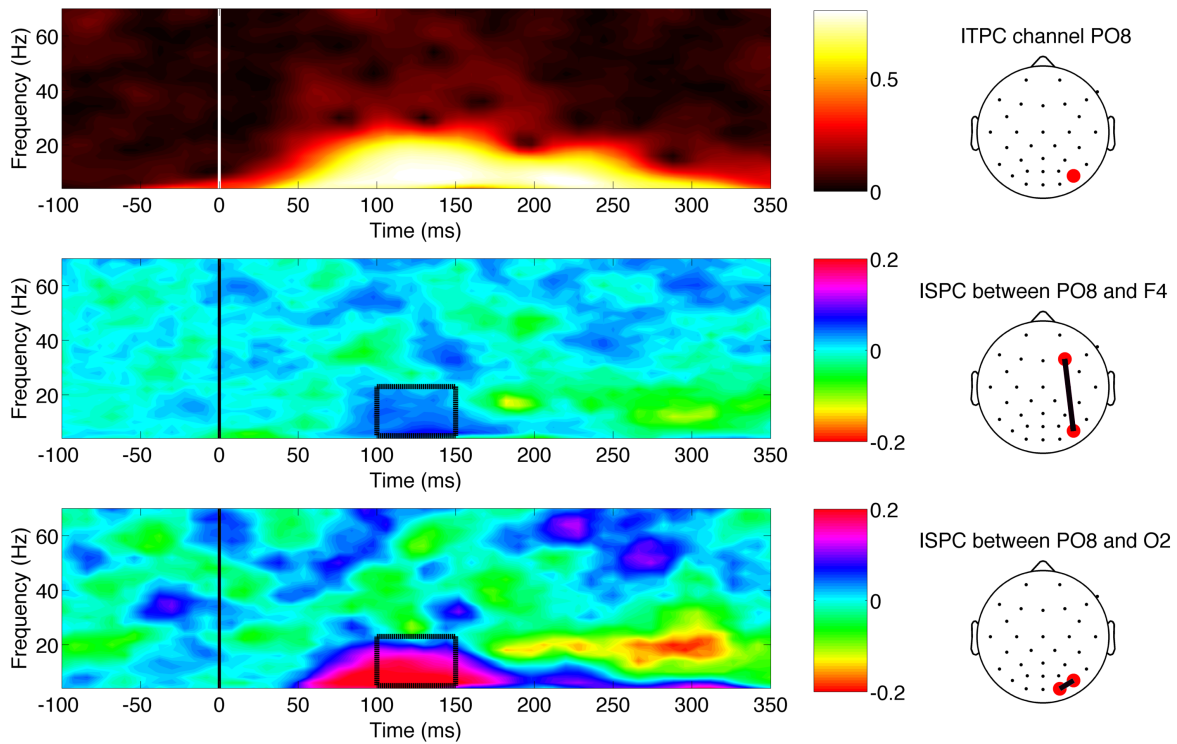 Frequency (Hz)
60
40
20
-100 -50 0 50 100 150 200 250 300 350
Time (ms)
0.5
0
ITPC channel PO8
Frequency (Hz)
60
40
20
-100 -50 0 50 100 150 200 250 300 350
Time (ms)
0.2
0
-0.2
ISPC between PO8 and F4
Frequency (Hz)
60
40
20
-100 -50 0 50 100 150 200 250 300 350
Time (ms)
0.2
0
-0.2
ISPC between PO8 and O2